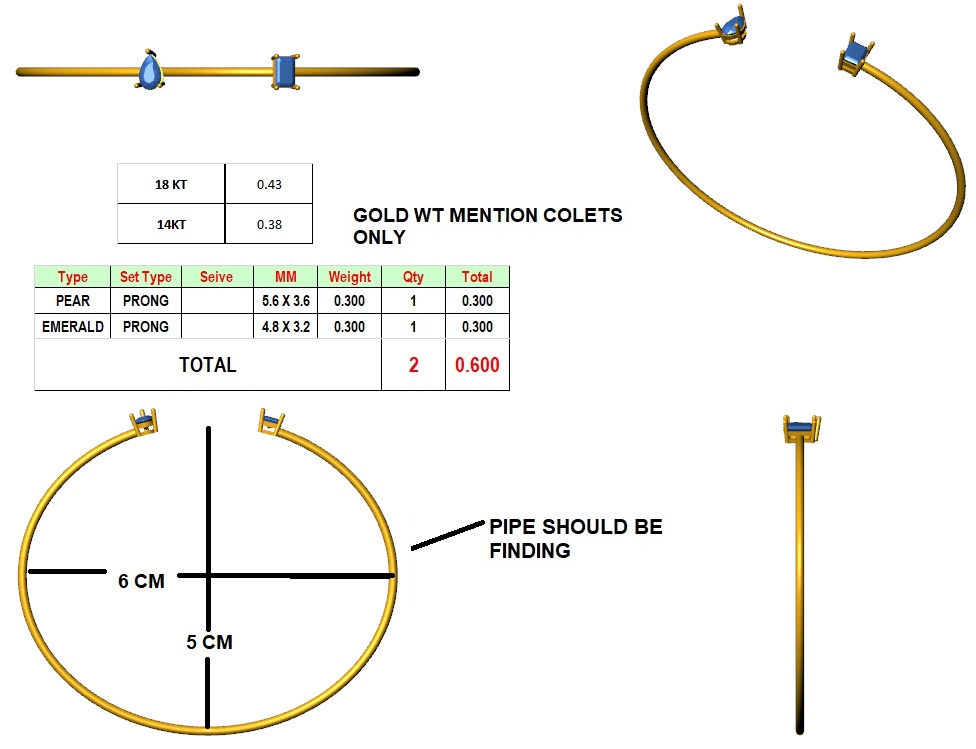 18 KT 0.43
14KT 0.38
GOLD WT MENTION COLETS
ONLY
Type Set Type Seive MM Weight Qty Total
PEAR PRONG 5.6 X 3.6 0.300 1 0.300
EMERALD PRONG 4.8 X 3.2 0.300 1 0.300
TOTAL 2 0.600
PIPE SHOULD BE
FINDING
6 CM
5 CM